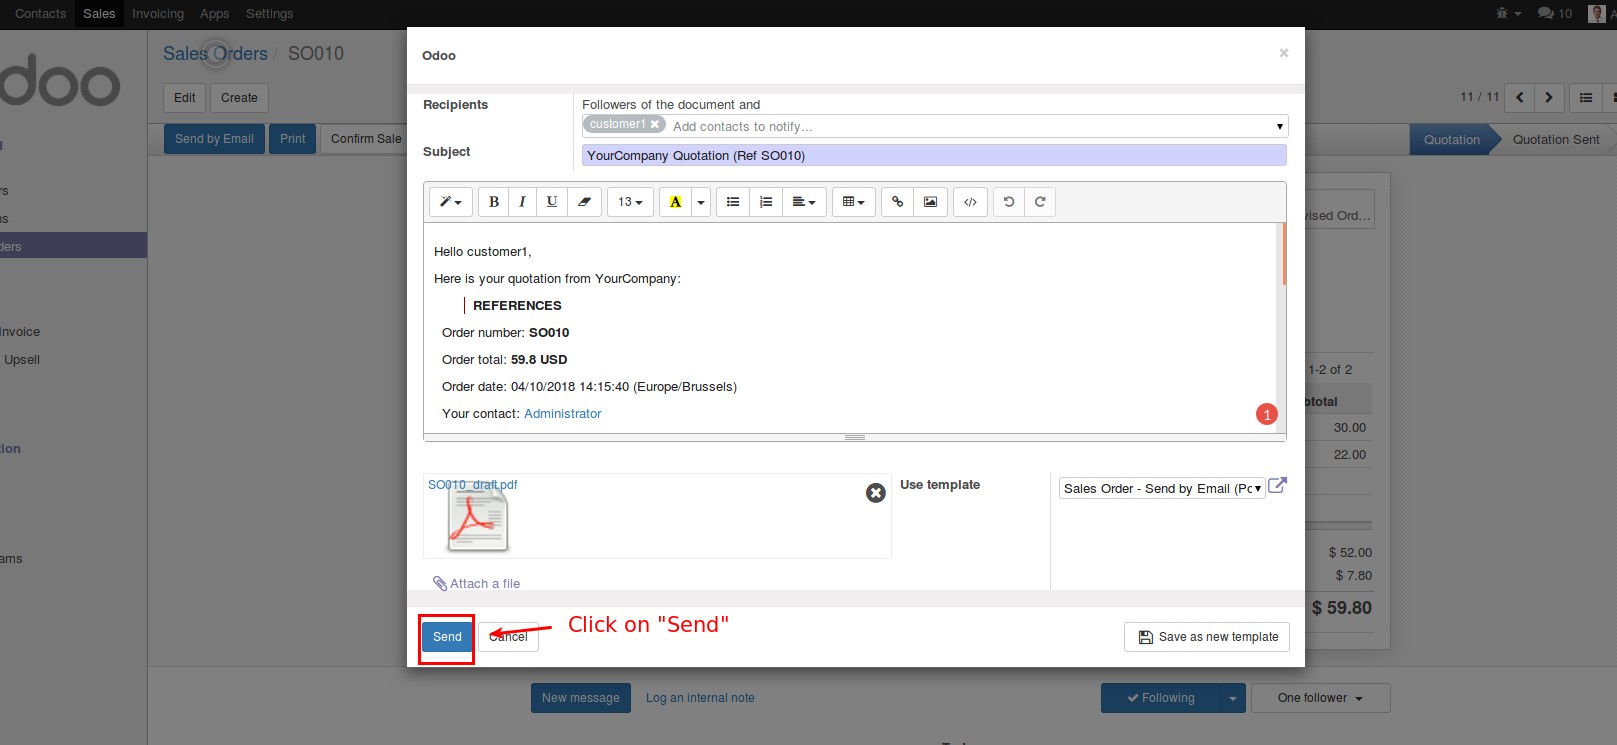 Contacts Sales Invoicing Apps Settings 10
Sales Orders / SO010
doo
Edit Create
11 / 11
Send by Email Print Confirm Sale
Quotation Quotation Sent
Odoo ×
Recipients
Followers of the document and
customer1 × Add contacts to notify...
Subject
YourCompany Quotation (Ref SO010)
B I U 13 A
Hello customer1,
Here is your quotation from YourCompany:
REFERENCES
Order number: SO010
Order total: 59.8 USD
Order date: 04/10/2018 14:15:40 (Europe/Brussels)
Your contact: Administrator
1
SO010_draft.pdf
Use template
Sales Order - Send by Email (Pc
Attach a file
Send Cancel
Click on "Send"
Save as new template
rs
ns
ders
nvoice
Upsell
tion
ams
vised Ord...
1-2 of 2
btotal
30.00
22.00
$ 52.00
$ 7.80
$ 59.80
New message Log an internal note
Following One follower